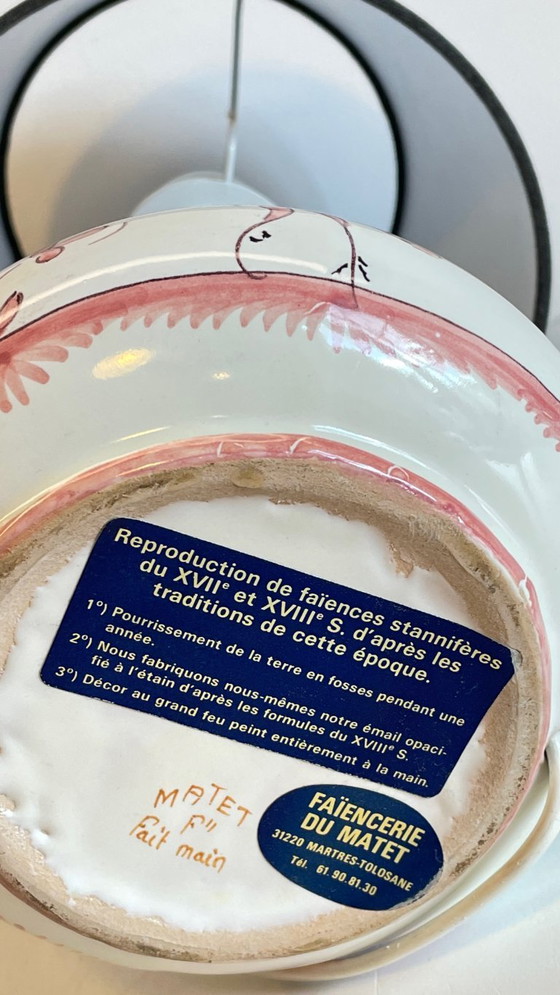 Reproduction de faïences stannifères
du XVIIᵉ et XVIIIᵉ S. d'après les
traditions de cette époque.
1º) Pourrissement de la terre en fosses pendant une
année.
2º) Nous fabriquons nous-mêmes notre émail opaci-
fié à l'étain d'après les formules du XVIIIᵉ S.
3º) Décor au grand feu peint entièrement à la main.
MATET
F"
Fait main
FAÏENCERIE
DU MATET
31220 MARTRES-TOLOSANE
Tél. 61.90.81.30